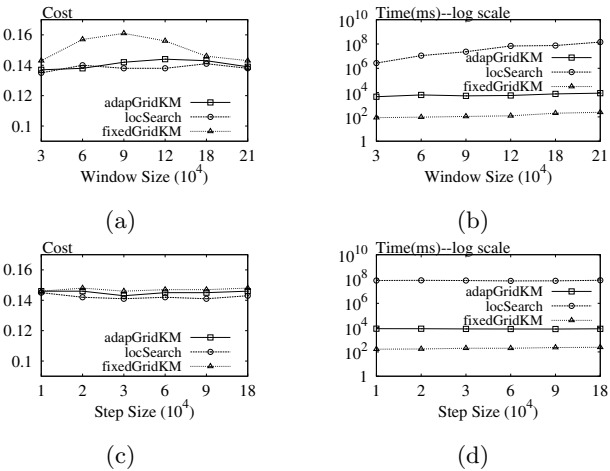 Cost
0.16
0.14
0.12
0.1
adapGridKM
locSearch
fixedGridKM
3 6 9 12 18 21
Window Size (10^4)
(a)
Time(ms)--log scale
10^10
10^8
10^6
10^4
10^2
1
adapGridKM
locSearch
fixedGridKM
3 6 9 12 18 21
Window Size (10^4)
(b)
Cost
0.16
0.14
0.12
0.1
adapGridKM
locSearch
fixedGridKM
1 2 3 6 9 18
Step Size (10^4)
(c)
Time(ms)--log scale
10^10
10^8
10^6
10^4
10^2
1
adapGridKM
locSearch
fixedGridKM
1 2 3 6 9 18
Step Size (10^4)
(d)